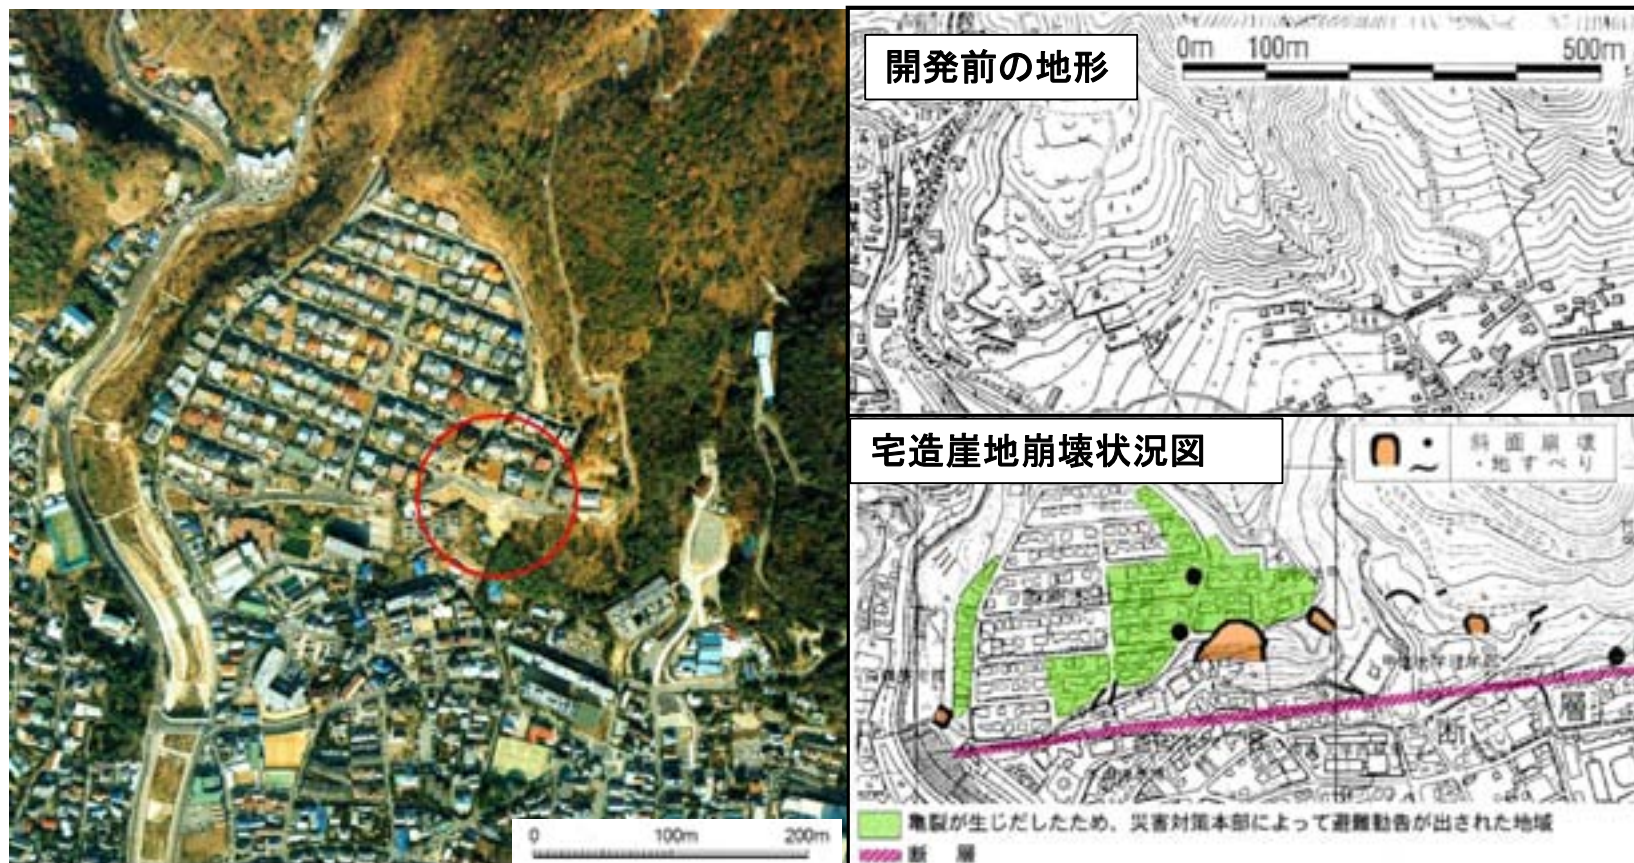 0
100m
200m
開発前の地形
0m 100m 500m
宅造崖地崩壊状況図
斜面崩壊
・地すべり
断
層
亀裂が生じだしたため、災害対策本部によって避難勧告が出された地域
断 層